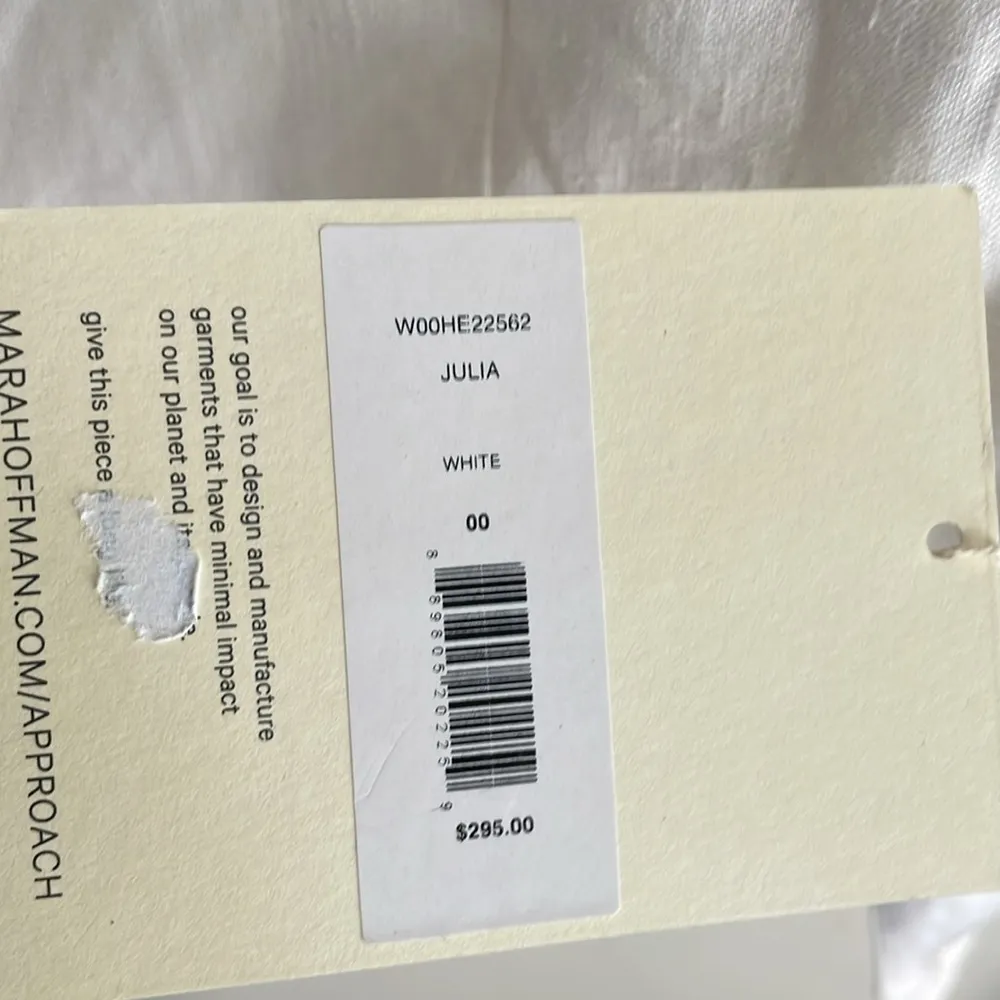 W00HE22562
JULIA
WHITE
00
8 89805 20225 9
$295.00
our goal is to design and manufacture
garments that have minimal impact
on our planet and its
give this piece a
MARAHOFFMAN.COM/APPROACH